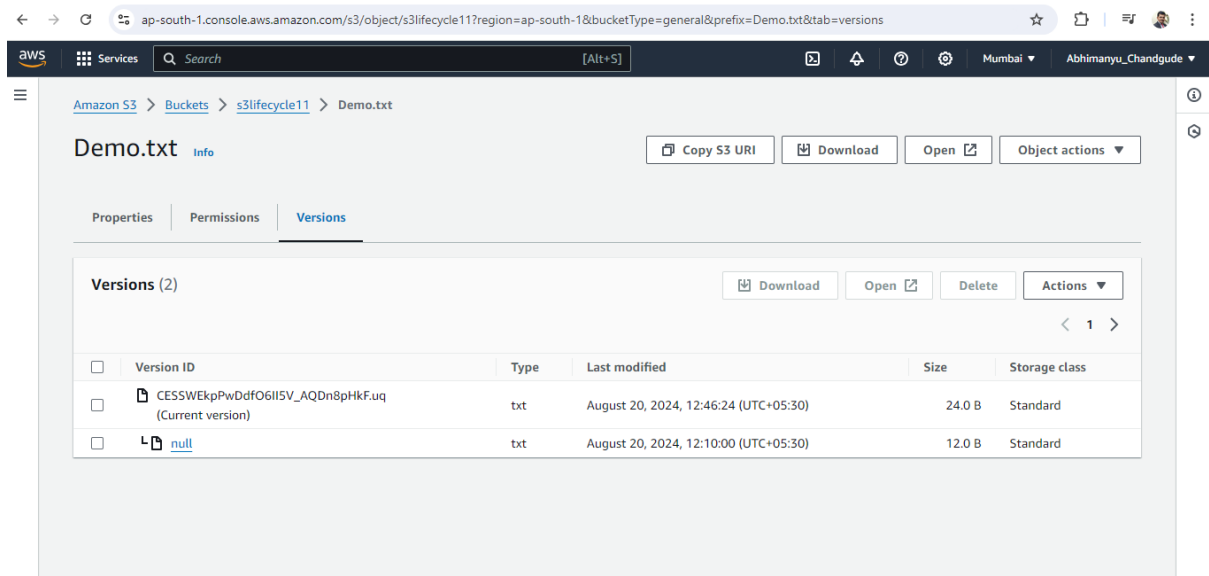 ap-south-1.console.aws.amazon.com/s3/object/s3lifecycle11?region=ap-south-1&bucketType=general&prefix=Demo.txt&tab=versions
aws Services Search [Alt+S] Mumbai Abhimanyu_Chandgude
Amazon S3 > Buckets > s3lifecycle11 > Demo.txt
Demo.txt Info Copy S3 URI Download Open Object actions
Properties Permissions Versions
Versions (2) Download Open Delete Actions
< 1 >
Version ID Type Last modified Size Storage class
CESSWEkpPwDdfO6II5V_AQDn8pHkF.uq
(Current version) txt August 20, 2024, 12:46:24 (UTC+05:30) 24.0 B Standard
null txt August 20, 2024, 12:10:00 (UTC+05:30) 12.0 B Standard